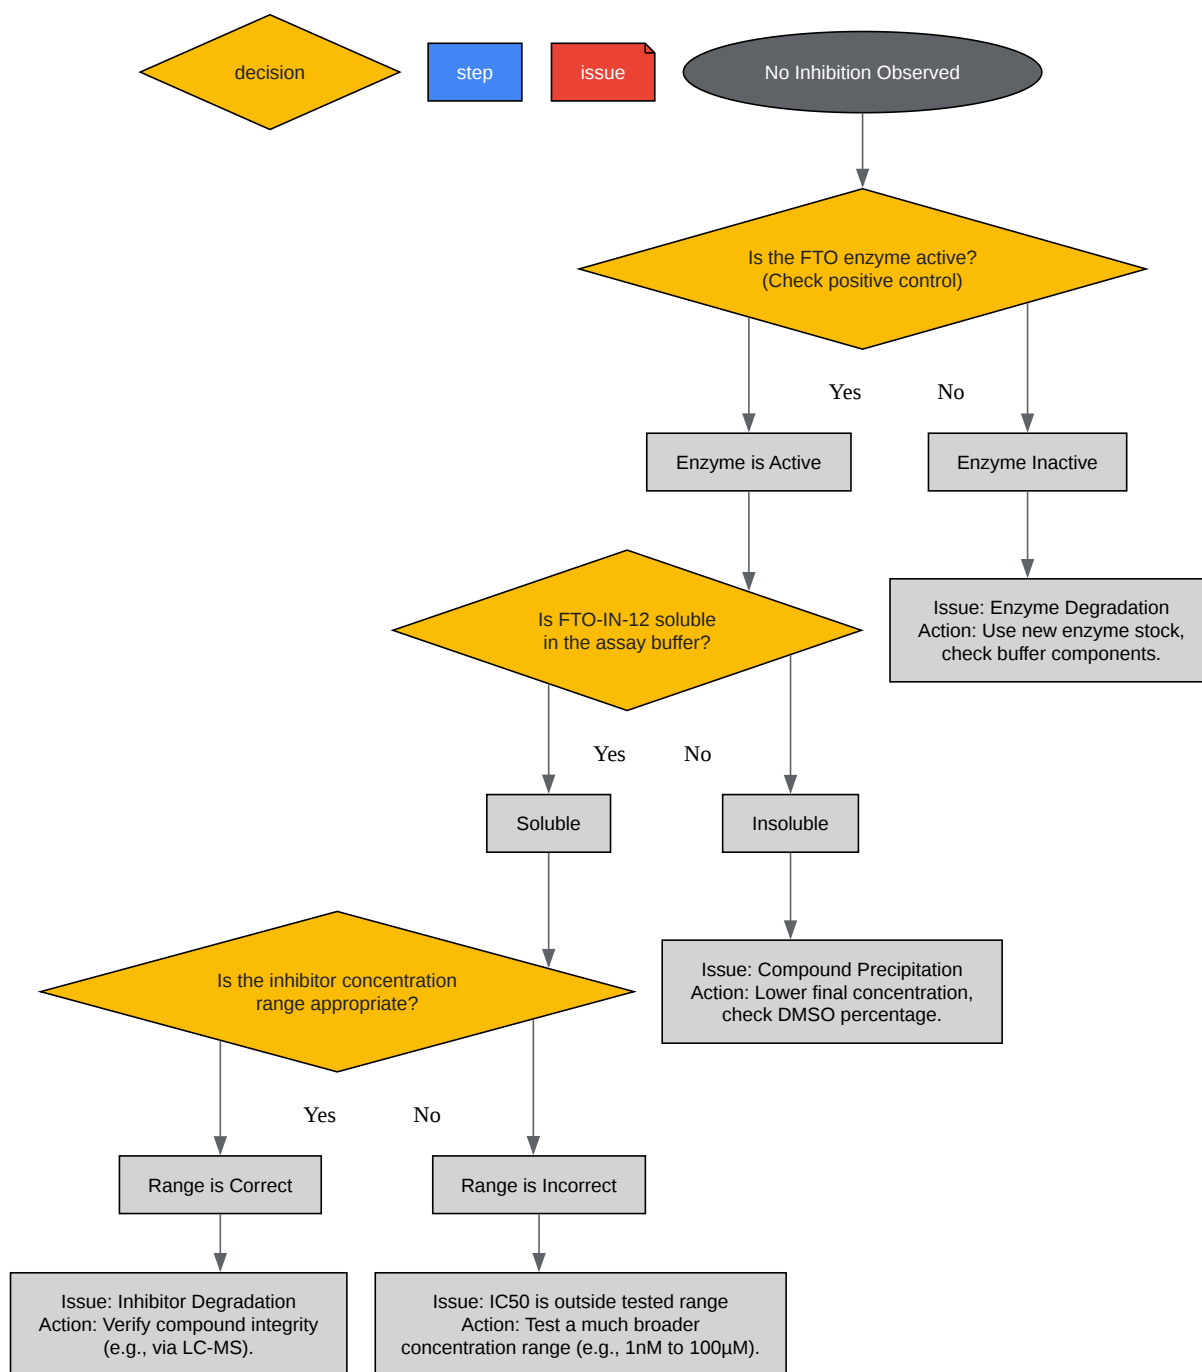 decision
step
issue
No Inhibition Observed
Is the FTO enzyme active?
(Check positive control)
Yes
No
Enzyme is Active
Enzyme Inactive
Issue: Enzyme Degradation
Action: Use new enzyme stock,
check buffer components.
Is FTO-IN-12 soluble
in the assay buffer?
Yes
No
Soluble
Insoluble
Issue: Compound Precipitation
Action: Lower final concentration,
check DMSO percentage.
Is the inhibitor concentration
range appropriate?
Yes
No
Range is Correct
Range is Incorrect
Issue: Inhibitor Degradation
Action: Verify compound integrity
(e.g., via LC-MS).
Issue: IC50 is outside tested range
Action: Test a much broader
concentration range (e.g., 1nM to 100µM).